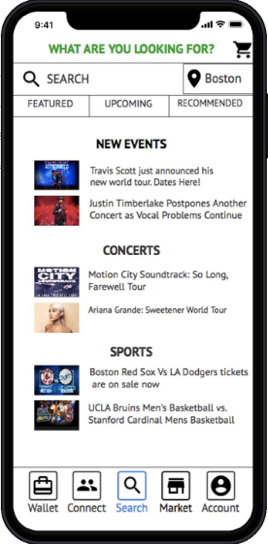 9:41
WHAT ARE YOU LOOKING FOR?
SEARCH
Boston
FEATURED
UPCOMING
RECOMMENDED
NEW EVENTS
Travis Scott just announced his
new world tour. Dates Here!
Justin Timberlake Postpones Another
Concert as Vocal Problems Continue
CONCERTS
MOTION
CITY
Motion City Soundtrack: So Long,
Farewell Tour
Ariana Grande: Sweetener World Tour
SPORTS
Boston Red Sox Vs LA Dodgers tickets
are on sale now
UCLA Bruins Men's Basketball vs.
Stanford Cardinal Mens Basketball
Wallet
Connect
Search
Market
Account